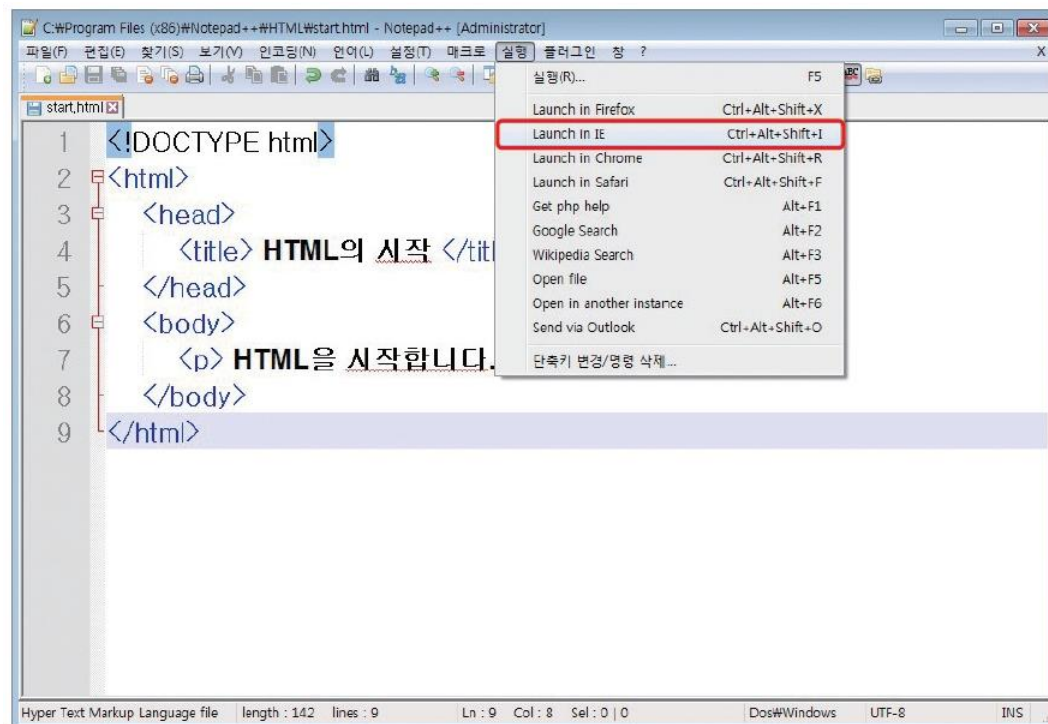 C:₩Program Files (x86)₩Notepad++₩HTML₩start.html - Notepad++ [Administrator]
파일(F) 편집(E) 찾기(S) 보기(V) 인코딩(N) 언어(L) 설정(T) 매크로 실행 플러그인 창 ? X
start.html
실행(R)... F5
Launch in Firefox Ctrl+Alt+Shift+X
Launch in IE Ctrl+Alt+Shift+I
Launch in Chrome Ctrl+Alt+Shift+R
Launch in Safari Ctrl+Alt+Shift+F
Get php help Alt+F1
Google Search Alt+F2
Wikipedia Search Alt+F3
Open file Alt+F5
Open in another instance Alt+F6
Send via Outlook Ctrl+Alt+Shift+O
단축키 변경/명령 삭제...
1 <!DOCTYPE html>
2 <html>
3 <head>
4 <title> HTML의 시작 </titl
5 </head>
6 <body>
7 <p> HTML을 시작합니다.
8 </body>
9 </html>
Hyper Text Markup Language file length : 142 lines : 9 Ln : 9 Col : 8 Sel : 0 | 0 Dos₩Windows UTF-8 INS